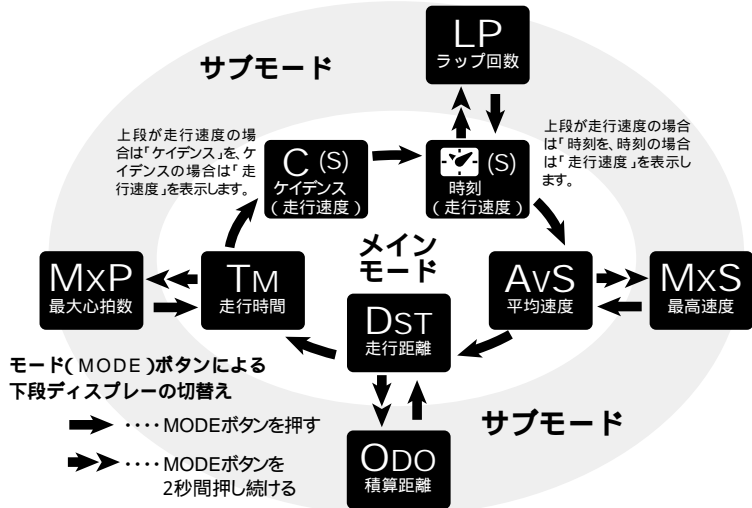 LP
ラップ回数
サブモード
上段が走行速度の場
合は「ケイデンス」を、ケ
イデンスの場合は「走
行速度」を表示します。
上段が走行速度の場合
は「時刻を、時刻の場合
は「走行速度」を表示し
ます。
C (S)
ケイデンス
(走行速度)
(S)
時刻
(走行速度)
メイン
モード
MXP
最大心拍数
TM
走行時間
AVS
平均速度
MXS
最高速度
DST
走行距離
モード(MODE)ボタンによる
下段ディスプレーの切替え
サブモード
‥‥MODEボタンを押す
‥‥MODEボタンを
2秒間押し続ける
ODO
積算距離